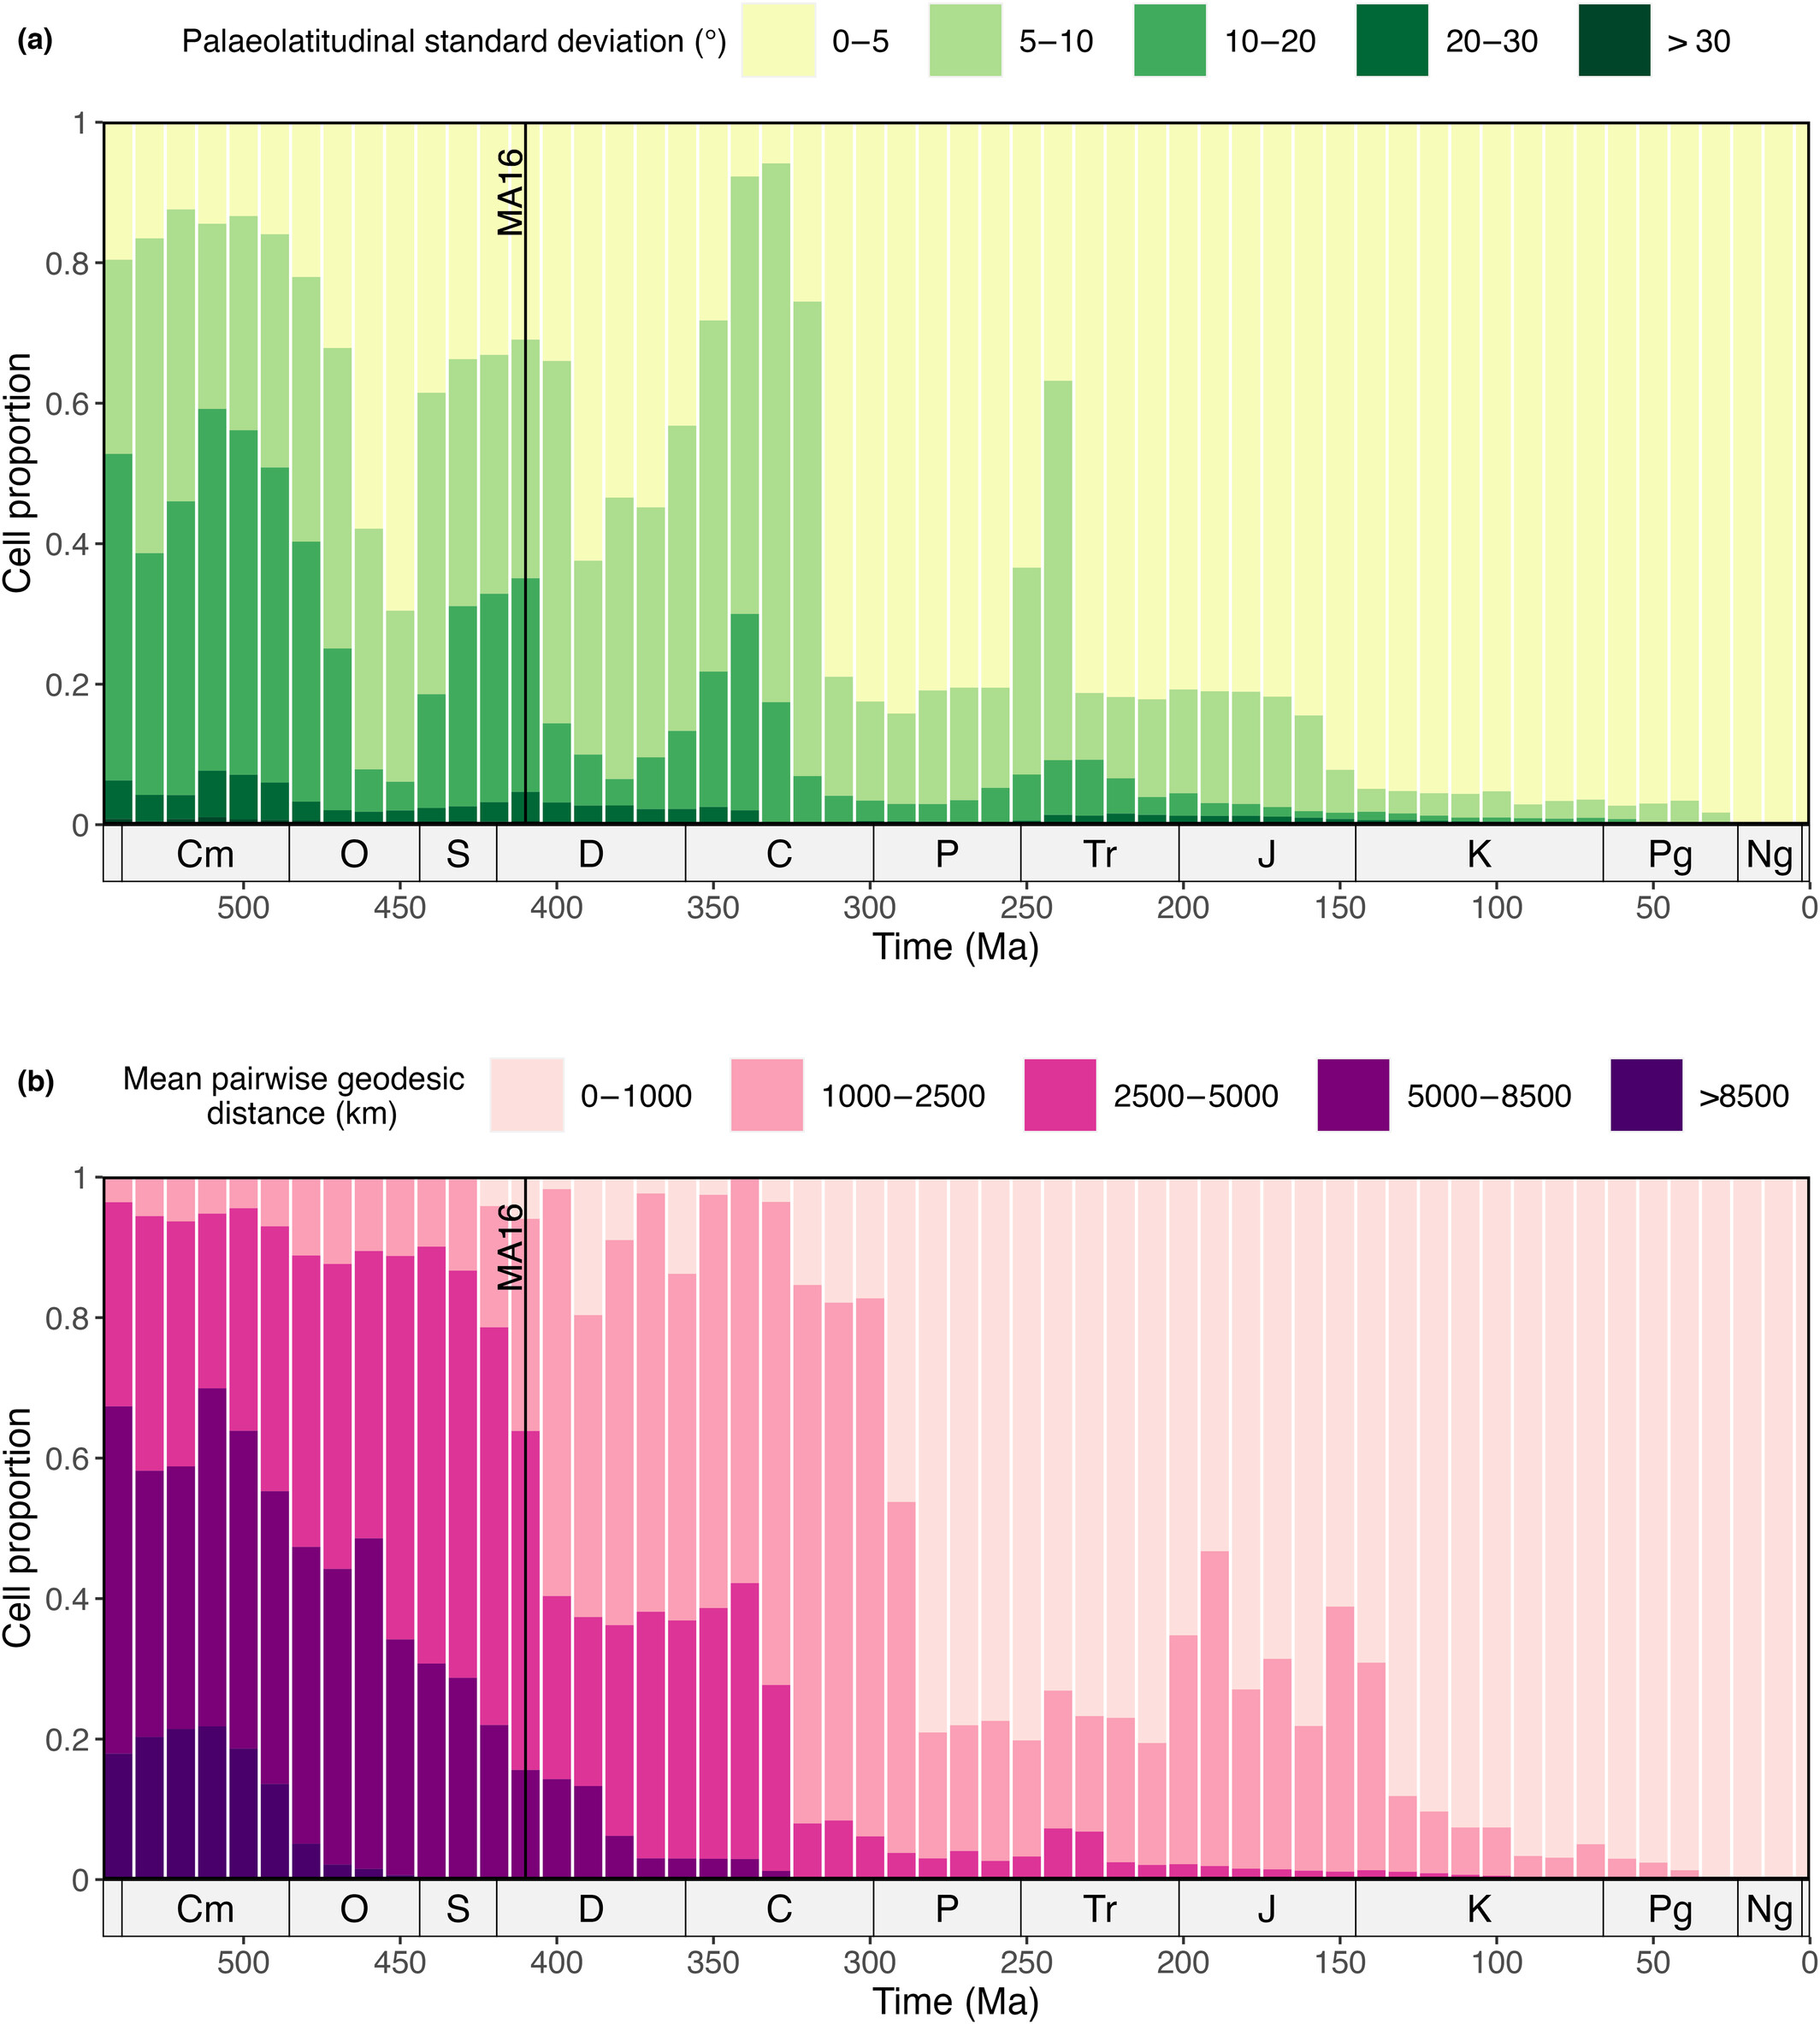 (a) Palaeolatitudinal standard deviation (°) 0−5 5−10 10−20 20−30 > 30
1
0.8
0.6
0.4
0.2
0
Cell proportion
MA16
Cm O S D C P Tr J K Pg Ng
500 450 400 350 300 250 200 150 100 50 0
Time (Ma)
(b) Mean pairwise geodesic
distance (km)
0−1000 1000−2500 2500−5000 5000−8500 >8500
1
0.8
0.6
0.4
0.2
0
Cell proportion
MA16
Cm O S D C P Tr J K Pg Ng
500 450 400 350 300 250 200 150 100 50 0
Time (Ma)